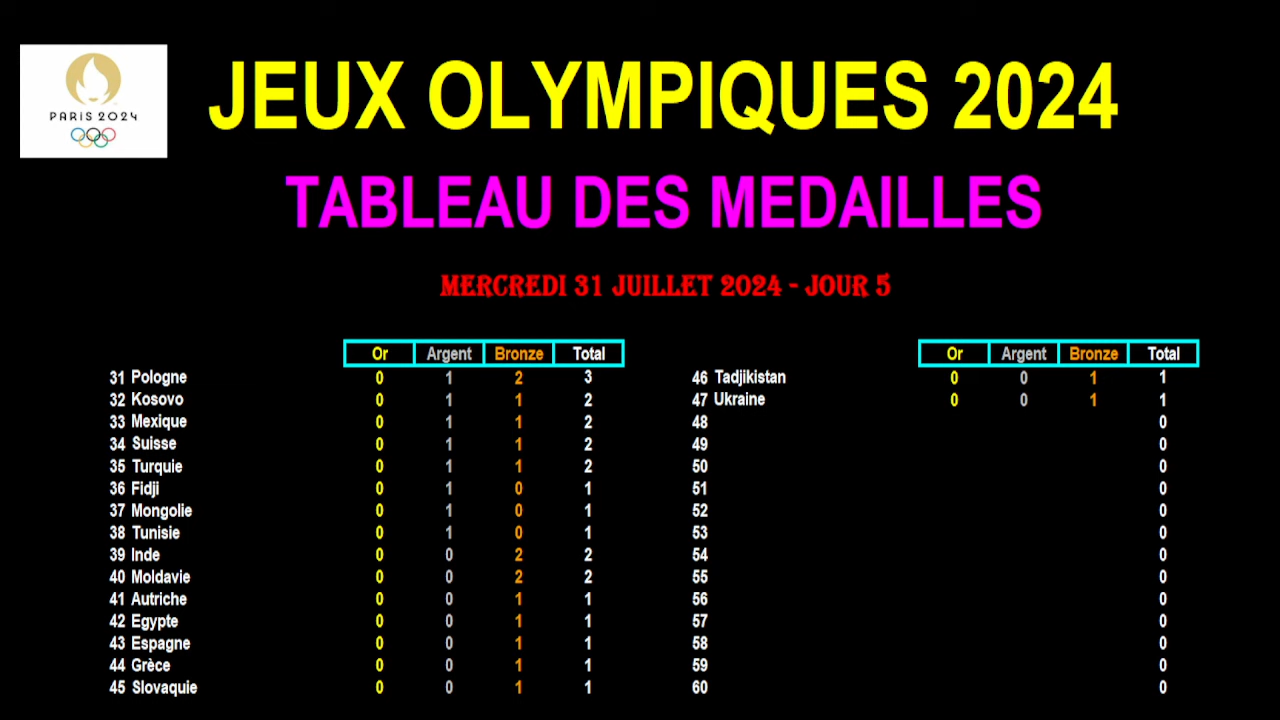 PARIS 2024
JEUX OLYMPIQUES 2024
TABLEAU DES MEDAILLES
MERCREDI 31 JUILLET 2024 - JOUR 5
Or Argent Bronze Total
31 Pologne 0 1 2 3
32 Kosovo 0 1 1 2
33 Mexique 0 1 1 2
34 Suisse 0 1 1 2
35 Turquie 0 1 1 2
36 Fidji 0 1 0 1
37 Mongolie 0 1 0 1
38 Tunisie 0 1 0 1
39 Inde 0 0 2 2
40 Moldavie 0 0 2 2
41 Autriche 0 0 1 1
42 Egypte 0 0 1 1
43 Espagne 0 0 1 1
44 Grèce 0 0 1 1
45 Slovaquie 0 0 1 1
Or Argent Bronze Total
46 Tadjikistan 0 0 1 1
47 Ukraine 0 0 1 1
48 0
49 0
50 0
51 0
52 0
53 0
54 0
55 0
56 0
57 0
58 0
59 0
60 0